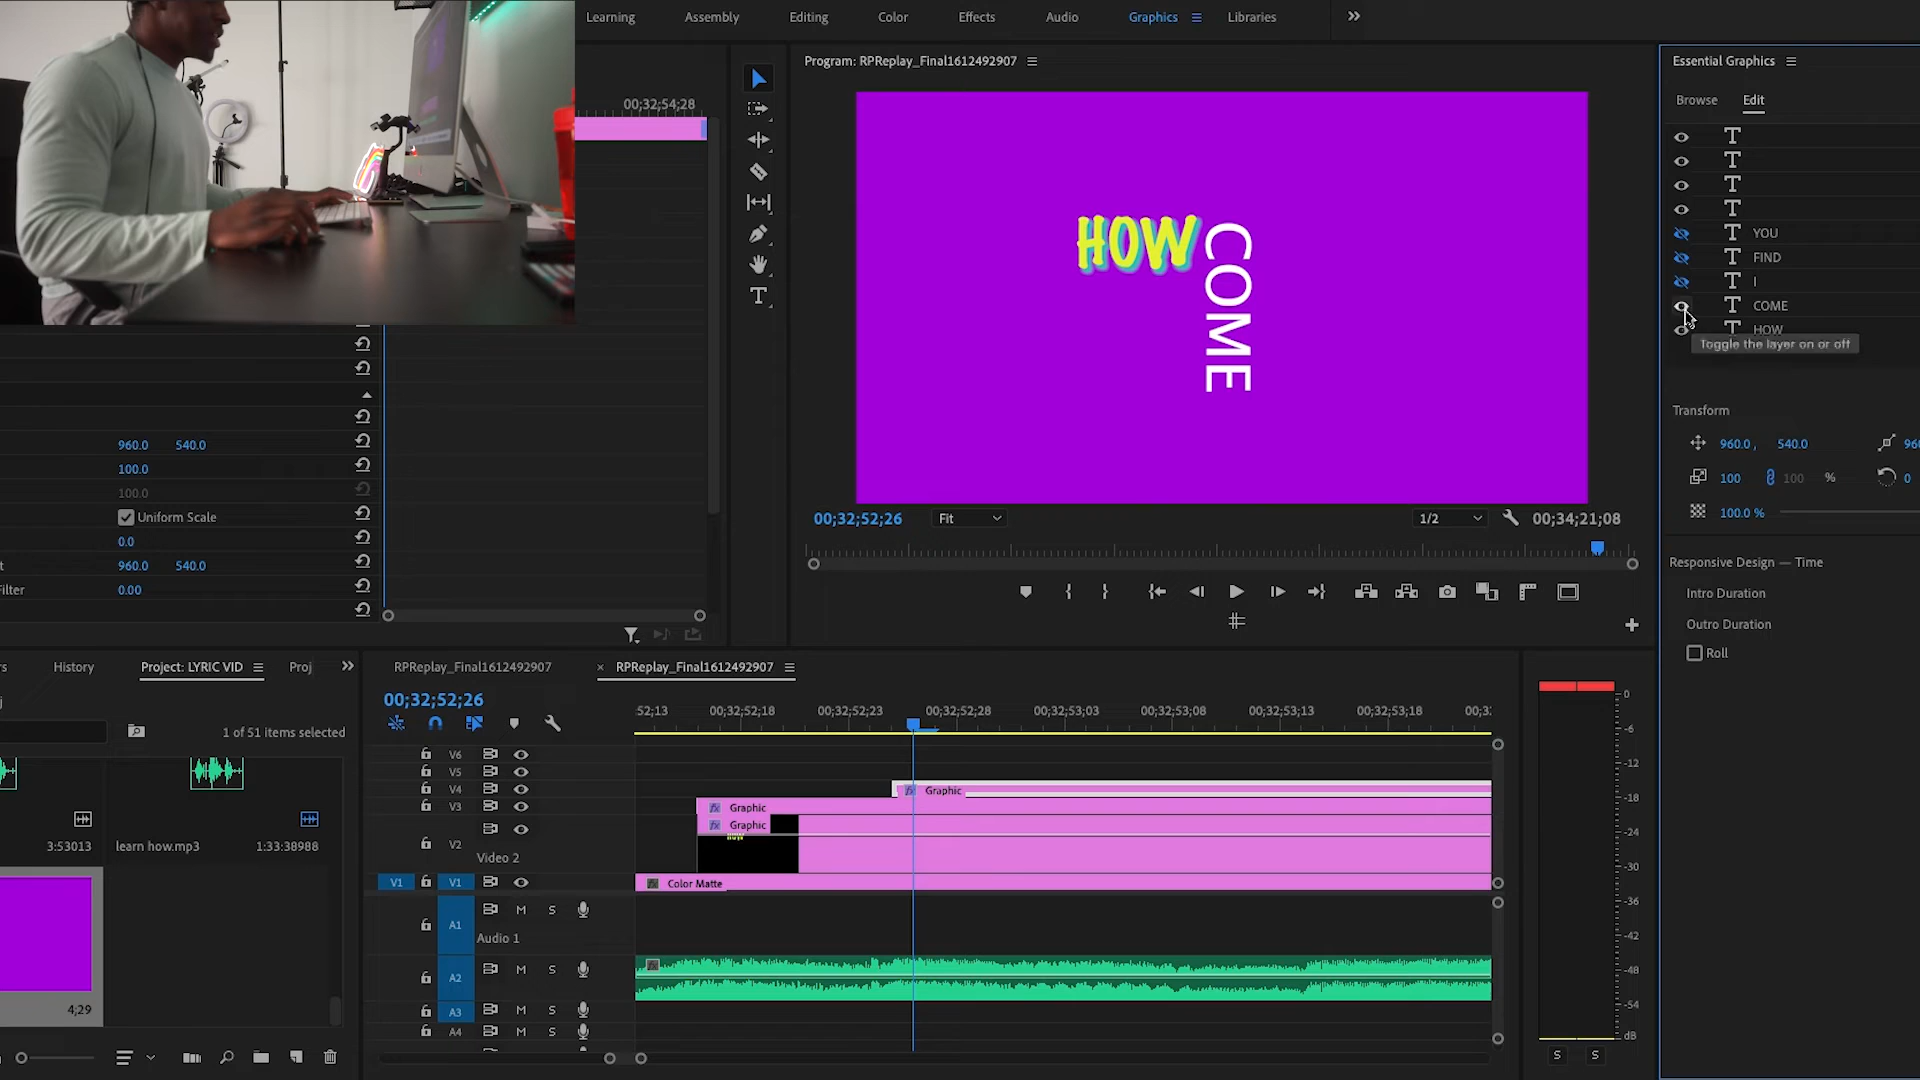 Learning Assembly Editing Color Effects Audio Graphics Libraries
00;32;54;28
Program: RPReplay_Final1612492907
Essential Graphics
Browse Edit
HOW
COME
YOU
FIND
I
COME
HOW
Toggle the layer on or off
Transform
960.0 , 540.0
100 100 %
0
100.0 %
Responsive Design — Time
Intro Duration
Outro Duration
Roll
960.0 540.0
100.0
100.0
Uniform Scale
0.0
960.0 540.0
0.00
00;32;52;26 Fit 1/2 00;34;21;08
History Project: LYRIC VID Proj
1 of 51 items selected
3:53013 learn how.mp3 1:33:38988
4;29
RPReplay_Final1612492907 × RPReplay_Final1612492907
00;32;52;26
52;13 00;32;52;18 00;32;52;23 00;32;52;28 00;32;53;03 00;32;53;08 00;32;53;13 00;32;53;18
V6
V5
V4 fx Graphic
V3 fx Graphic
fx Graphic
V2
Video 2
V1 V1 Color Matte
A1 M S
Audio 1
A2 M S
A3 M S
A4 M S
0
-6
-12
-18
-24
-30
-36
-42
-48
-54
dB
S S